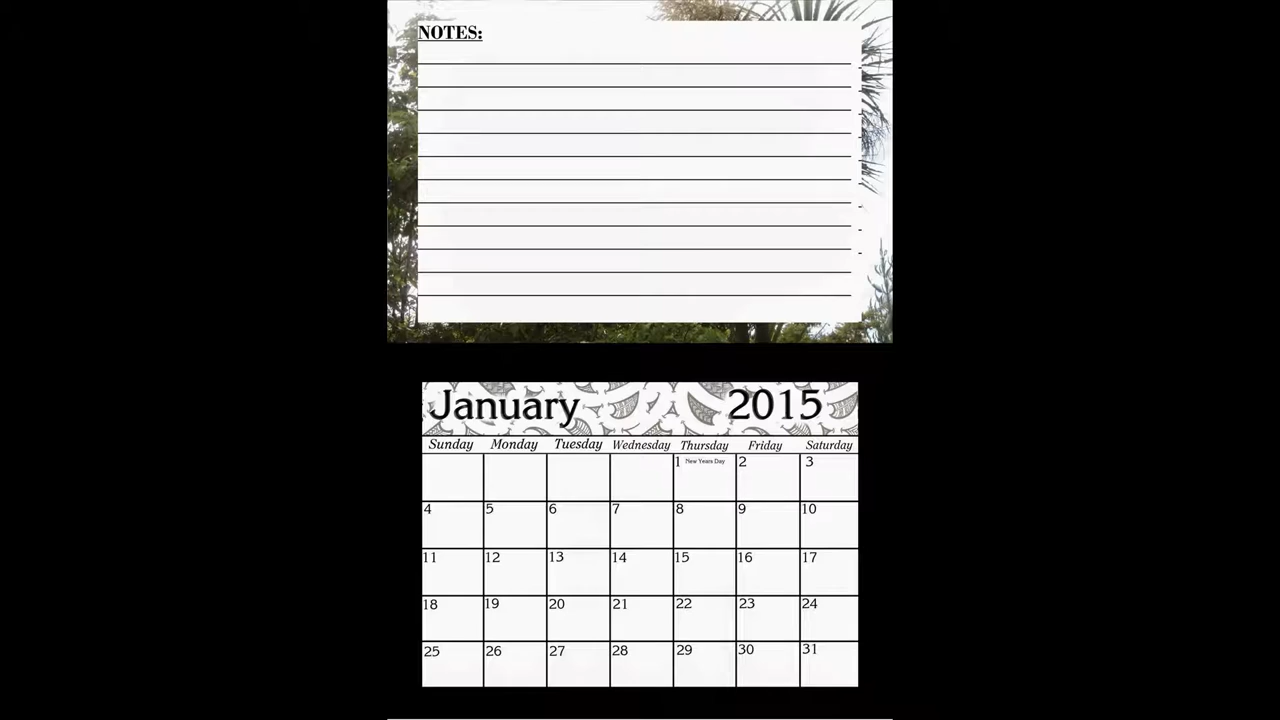 NOTES:
January 2015
Sunday Monday Tuesday Wednesday Thursday Friday Saturday
1 New Years Day 2 3
4 5 6 7 8 9 10
11 12 13 14 15 16 17
18 19 20 21 22 23 24
25 26 27 28 29 30 31